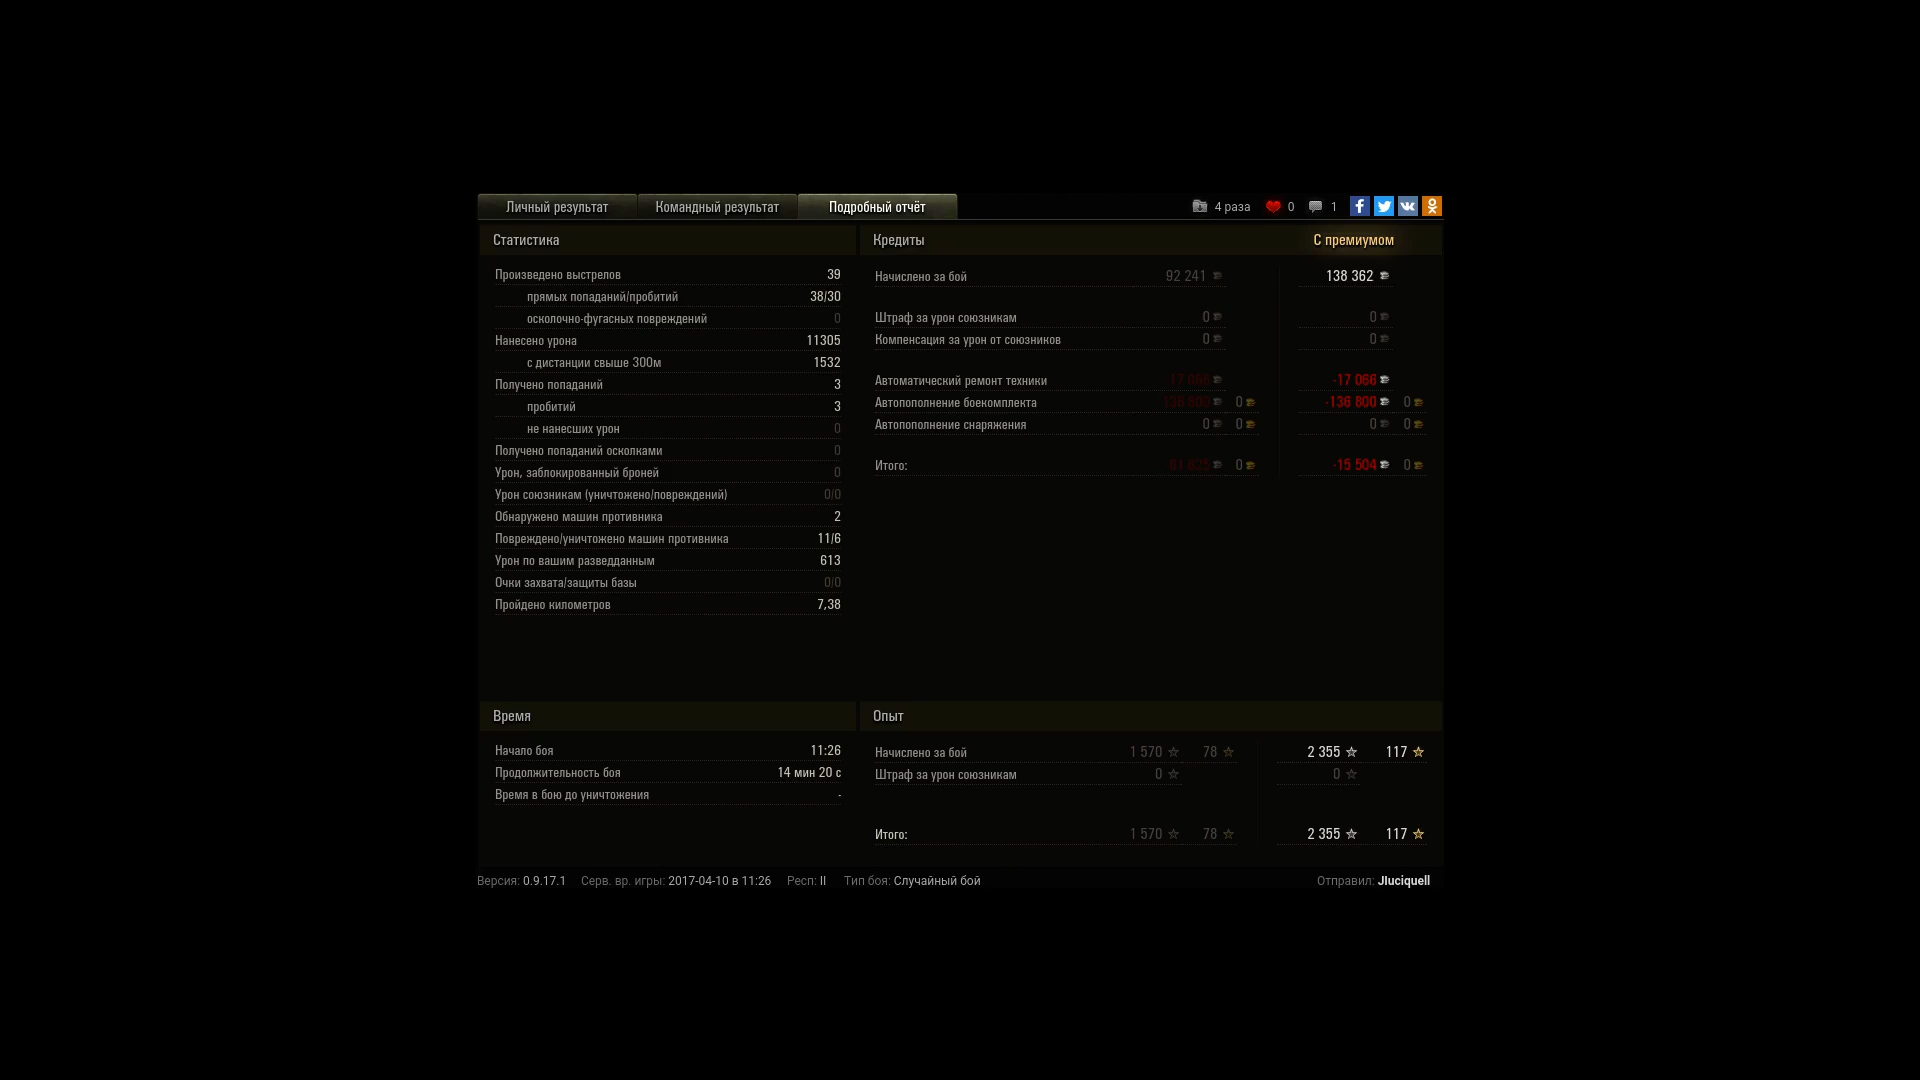 Личный результат Командный результат Подробный отчёт 4 раза 0 1
Статистика
Произведено выстрелов 39
прямых попаданий/пробитий 38/30
осколочно-фугасных повреждений 0
Нанесено урона 11305
с дистанции свыше 300м 1532
Получено попаданий 3
пробитий 3
не нанесших урон 0
Получено попаданий осколками 0
Урон, заблокированный броней 0
Урон союзникам (уничтожено/повреждений) 0/0
Обнаружено машин противника 2
Повреждено/уничтожено машин противника 11/6
Урон по вашим разведданным 613
Очки захвата/защиты базы 0/0
Пройдено километров 7,38
Кредиты С премиумом
Начислено за бой 92 241 138 362
Штраф за урон союзникам 0 0
Компенсация за урон от союзников 0 0
Автоматический ремонт техники -17 066 -17 066
Автопополнение боекомплекта -136 800 0 -136 800 0
Автопополнение снаряжения 0 0 0 0
Итого: -61 625 0 -15 504 0
Время
Начало боя 11:26
Продолжительность боя 14 мин 20 с
Время в бою до уничтожения -
Опыт
Начислено за бой 1 570 78 2 355 117
Штраф за урон союзникам 0 0
Итого: 1 570 78 2 355 117
Версия: 0.9.17.1 Серв. вр. игры: 2017-04-10 в 11:26 Респ: II Тип боя: Случайный бой Отправил: JIuciquell